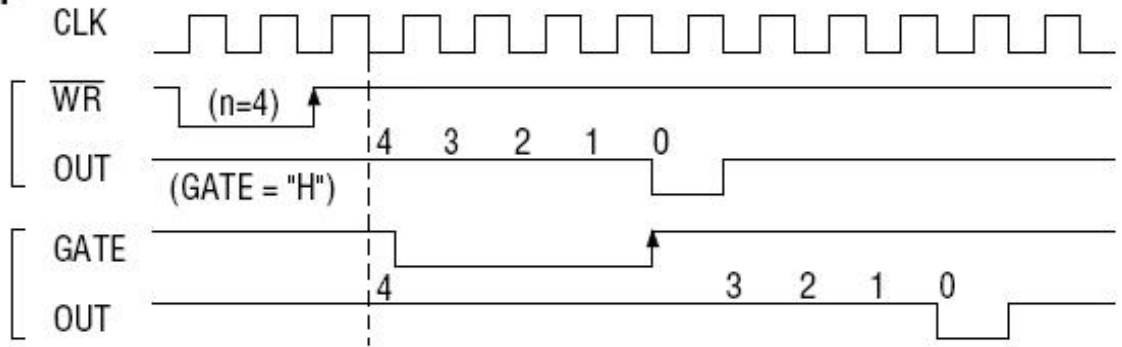 CLK
WR (n=4)
4 3 2 1 0
OUT
(GATE = "H")
GATE
4 3 2 1 0
OUT